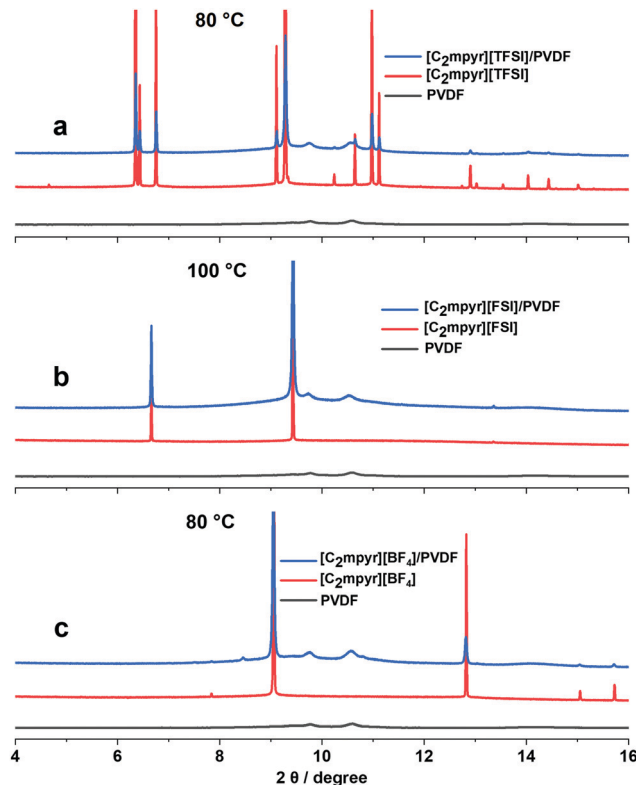 80 °C
[C₂mpyr][TFSI]/PVDF
[C₂mpyr][TFSI]
PVDF
a
100 °C
[C₂mpyr][FSI]/PVDF
[C₂mpyr][FSI]
PVDF
b
80 °C
[C₂mpyr][BF₄]/PVDF
[C₂mpyr][BF₄]
PVDF
c
4 6 8 10 12 14 16
2 θ / degree